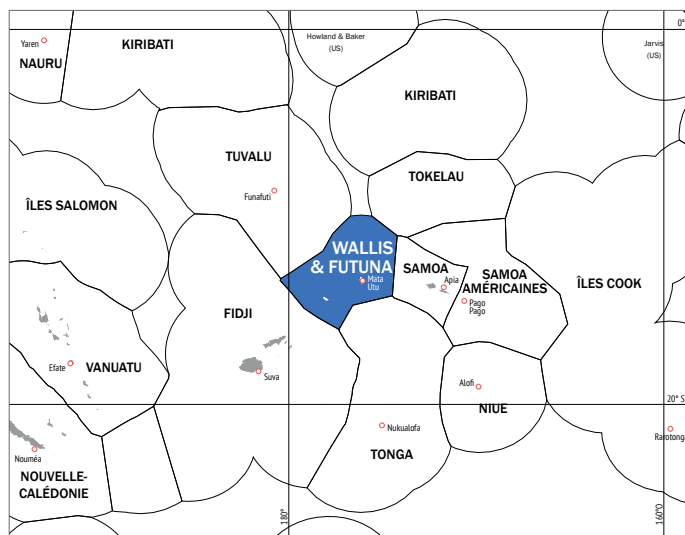 0°
Howland & Baker
(US)
Yaren
NAURU
KIRIBATI
Jarvis
(US)
KIRIBATI
TUVALU
TOKELAU
Funafuti
ÎLES SALOMON
WALLIS
& FUTUNA
Mata
Utu
SAMOA
Apia
SAMOA
AMÉRICAINES
ÎLES COOK
Pago
Pago
FIDJI
Efate
VANUATU
Suva
Alofi
NIUE
20° S
Nukualofa
Rarotonga
TONGA
Nouméa
NOUVELLE-
CALÉDONIE
180°
160°0